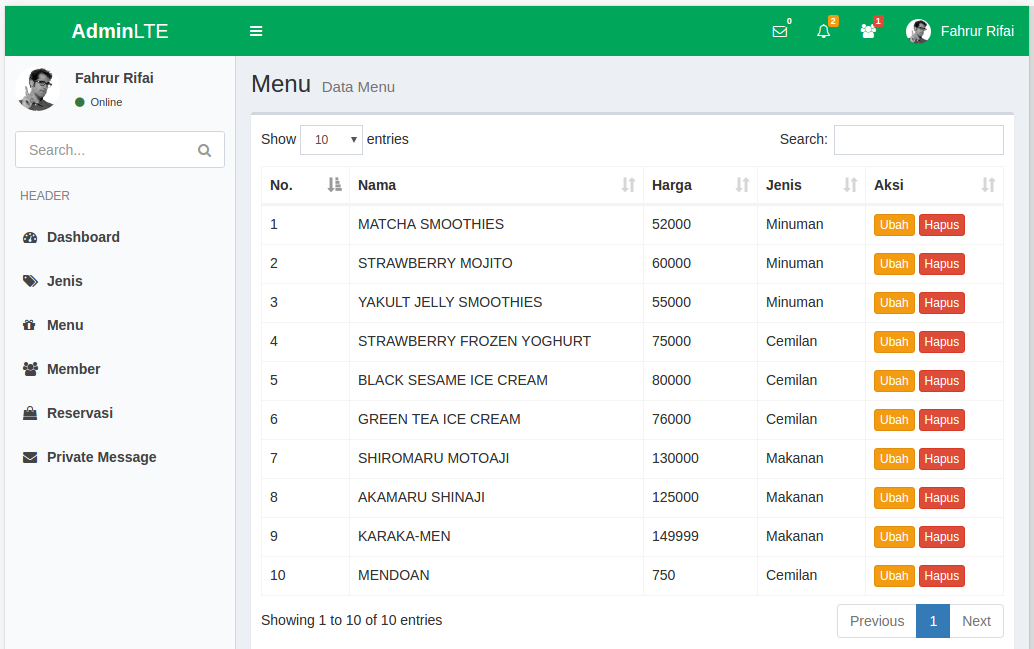 AdminLTE
0 2 1 Fahrur Rifai
Fahrur Rifai
Online
Search...
HEADER
Dashboard
Jenis
Menu
Member
Reservasi
Private Message
Menu Data Menu
Show 10 entries Search:
No. Nama Harga Jenis Aksi
1 MATCHA SMOOTHIES 52000 Minuman Ubah Hapus
2 STRAWBERRY MOJITO 60000 Minuman Ubah Hapus
3 YAKULT JELLY SMOOTHIES 55000 Minuman Ubah Hapus
4 STRAWBERRY FROZEN YOGHURT 75000 Cemilan Ubah Hapus
5 BLACK SESAME ICE CREAM 80000 Cemilan Ubah Hapus
6 GREEN TEA ICE CREAM 76000 Cemilan Ubah Hapus
7 SHIROMARU MOTOAJI 130000 Makanan Ubah Hapus
8 AKAMARU SHINAJI 125000 Makanan Ubah Hapus
9 KARAKA-MEN 149999 Makanan Ubah Hapus
10 MENDOAN 750 Cemilan Ubah Hapus
Showing 1 to 10 of 10 entries Previous 1 Next